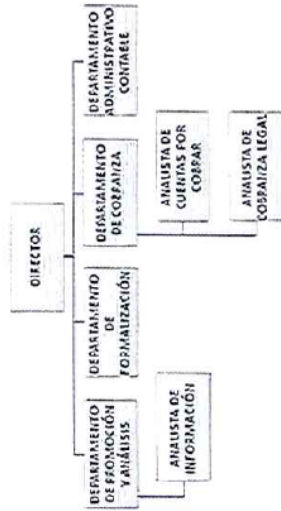 DIRECTOR
DEPARTAMENTO
DE PROMOCIÓN
Y ANÁLISIS
DEPARTAMENTO
DE
FORMALIZACIÓN
DEPARTAMENTO
DE COBRANZA
DEPARTAMENTO
ADMINISTRATIVO
CONTABLE
ANALISTA DE
INFORMACIÓN
ANALISTA DE
CUENTAS POR
COBRAR
ANALISTA DE
COBRANZA LEGAL